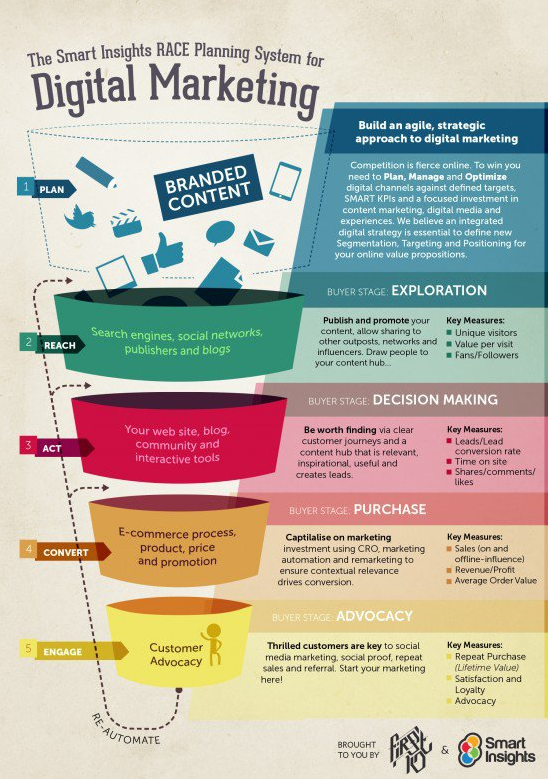 The Smart Insights RACE Planning System for
Digital Marketing
Build an agile, strategic
approach to digital marketing
Competition is fierce online. To win you
need to Plan, Manage and Optimize
digital channels against defined targets,
SMART KPIs and a focused investment in
content marketing, digital media and
experiences. We believe an integrated
digital strategy is essential to define new
Segmentation, Targeting and Positioning for
your online value propositions.
1 PLAN
BRANDED
CONTENT
BUYER STAGE: EXPLORATION
2 REACH
Search engines, social networks,
publishers and blogs
Publish and promote your
content, allow sharing to
other outposts, networks and
influencers. Draw people to
your content hub...
Key Measures:
Unique visitors
Value per visit
Fans/Followers
BUYER STAGE: DECISION MAKING
3 ACT
Your web site, blog,
community and
interactive tools
Be worth finding via clear
customer journeys and a
content hub that is relevant,
inspirational, useful and
creates leads.
Key Measures:
Leads/Lead
conversion rate
Time on site
Shares/comments/
likes
BUYER STAGE: PURCHASE
4 CONVERT
E-commerce process,
product, price
and promotion
Captilalise on marketing
investment using CRO, marketing
automation and remarketing to
ensure contextual relevance
drives conversion.
Key Measures:
Sales (on and
offline-influence)
Revenue/Profit
Average Order Value
BUYER STAGE: ADVOCACY
5 ENGAGE
Customer
Advocacy
Thrilled customers are key to social
media marketing, social proof, repeat
sales and referral. Start your marketing
here!
Key Measures:
Repeat Purchase
(Lifetime Value)
Satisfaction and
Loyalty
Advocacy
RE-AUTOMATE
BROUGHT
TO YOU BY
First
10
&
Smart
Insights